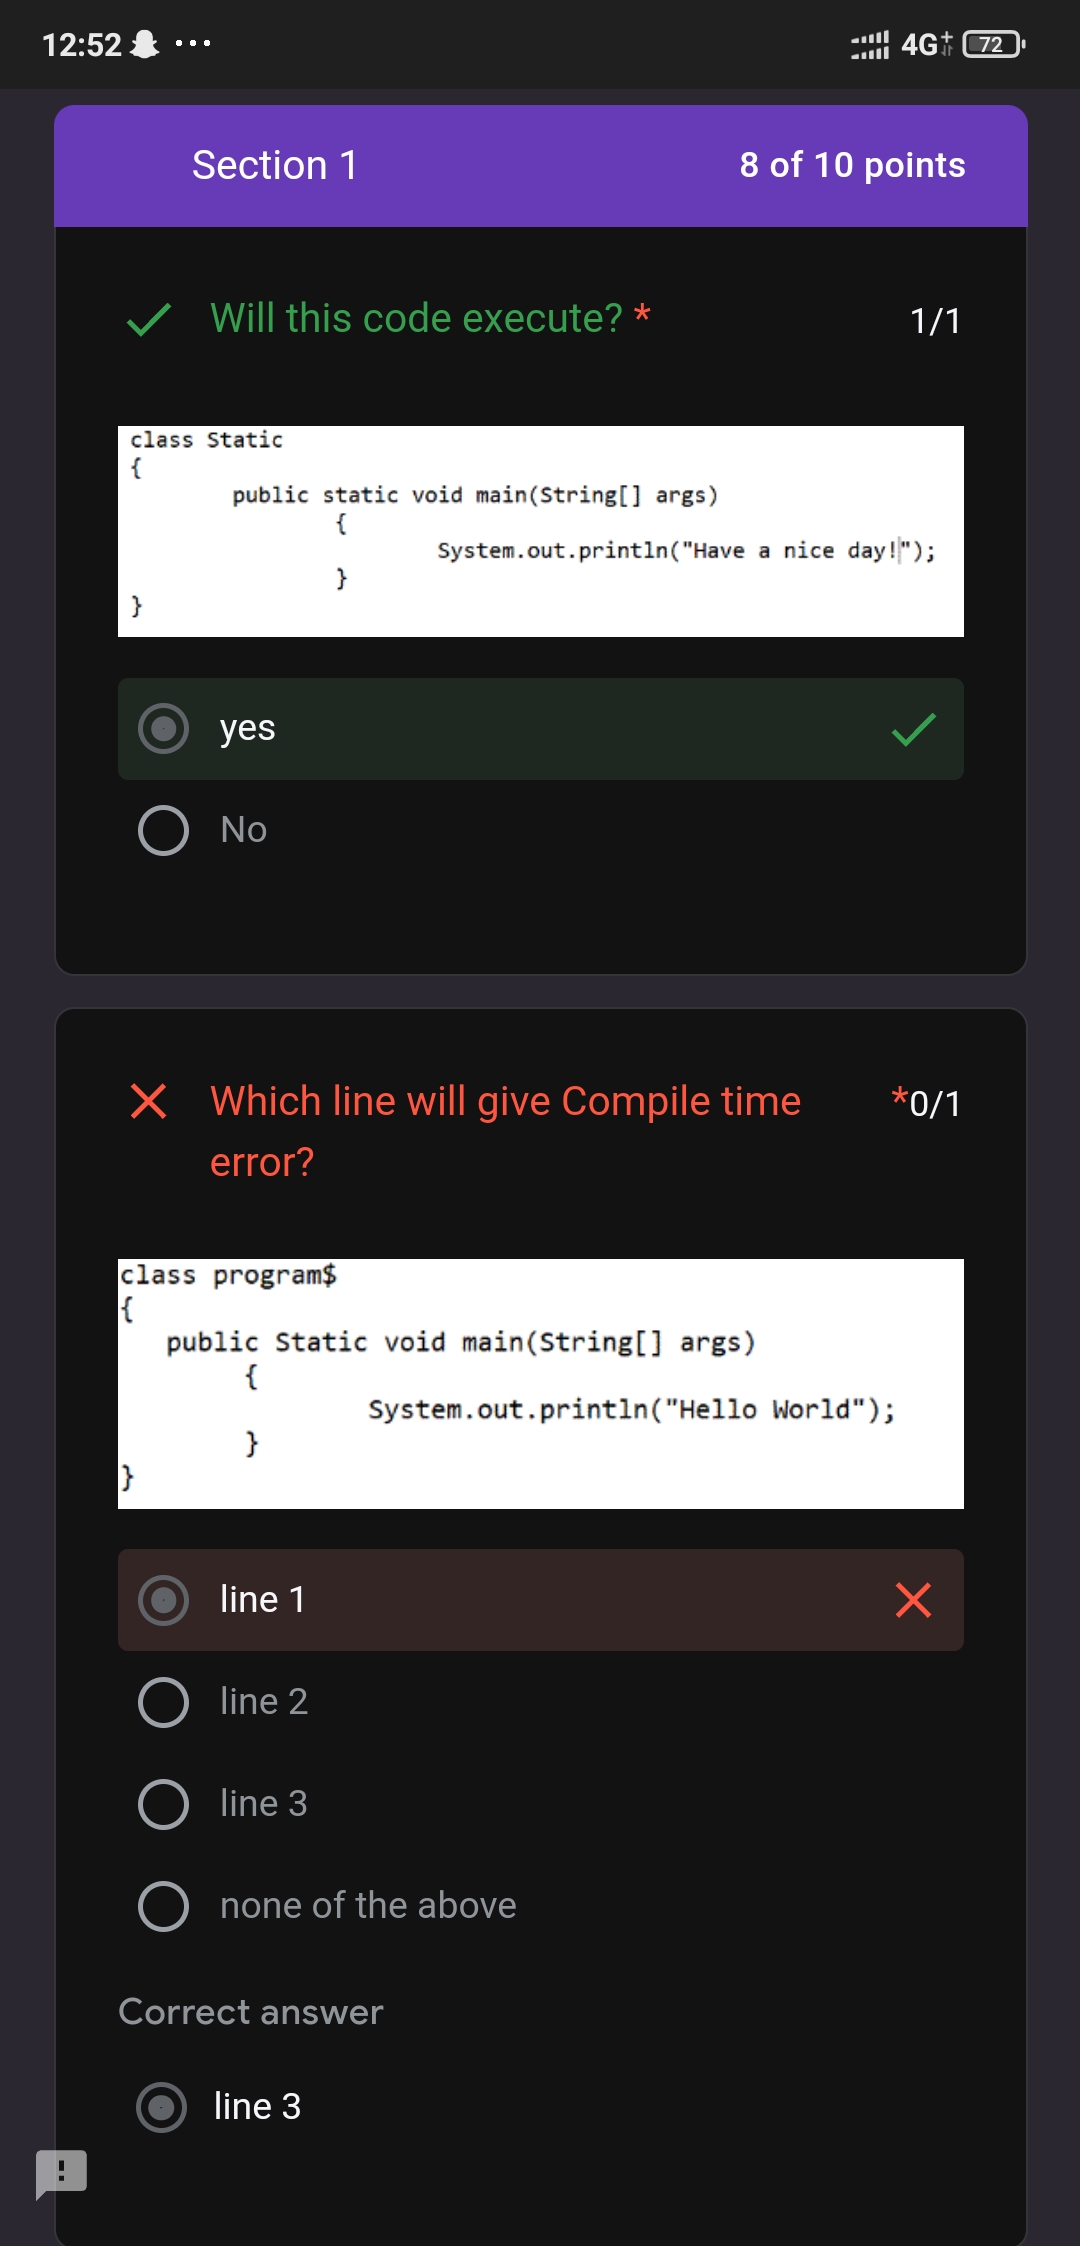 12:52 ... 4G+ 72
Section 1 8 of 10 points
Will this code execute? * 1/1
class Static
{
public static void main(String[] args)
{
System.out.println("Have a nice day!");
}
}
yes
No
Which line will give Compile time *0/1
error?
class program$
{
public Static void main(String[] args)
{
System.out.println("Hello World");
}
}
line 1
line 2
line 3
none of the above
Correct answer
line 3
!